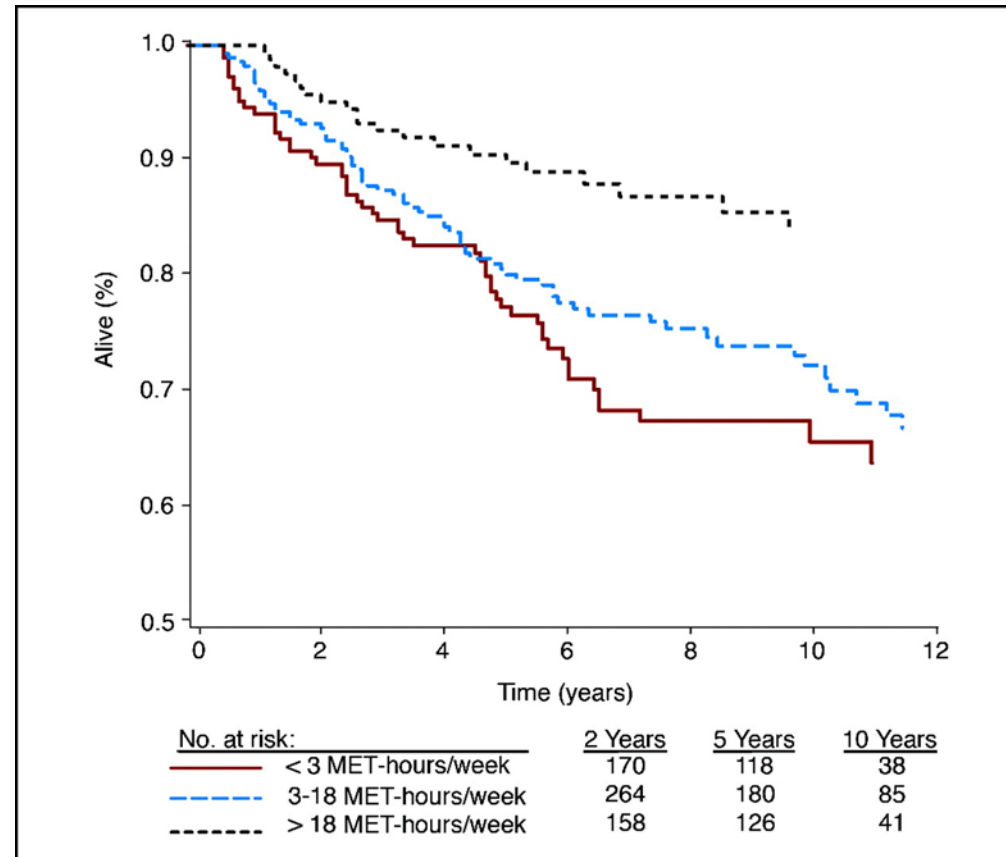 1.0
0.9
0.8
0.7
0.6
0.5
Alive (%)
0 2 4 6 8 10 12
Time (years)
No. at risk: 2 Years 5 Years 10 Years
< 3 MET-hours/week 170 118 38
3-18 MET-hours/week 264 180 85
> 18 MET-hours/week 158 126 41